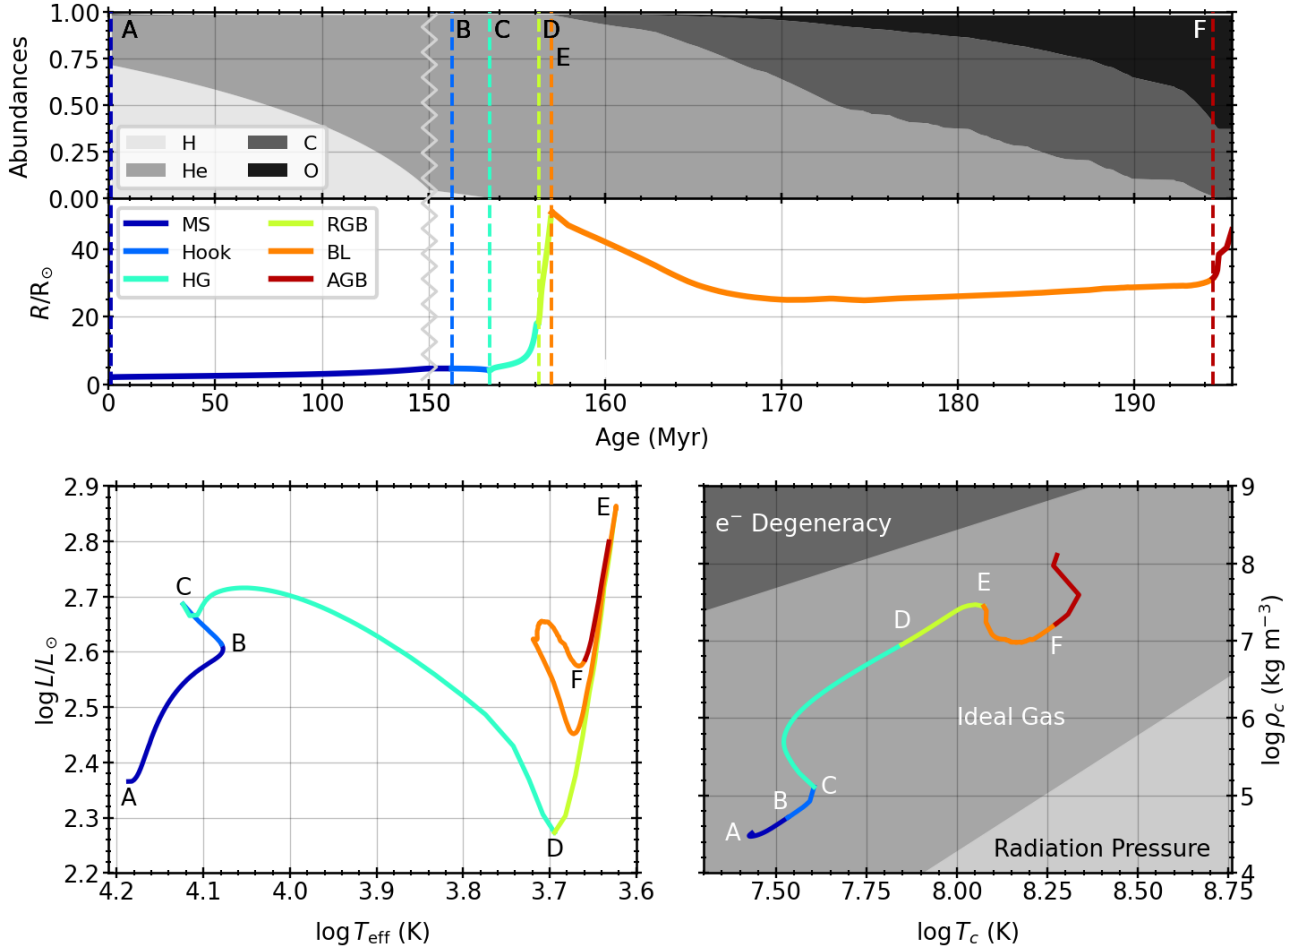 1.00
0.75
0.50
0.25
0.00
Abundances
A
B
C
D
E
F
H
He
C
O
40
20
0
R/R☉
MS
Hook
HG
RGB
BL
AGB
0
50
100
150
160
170
180
190
Age (Myr)
2.9
2.8
2.7
2.6
2.5
2.4
2.3
2.2
log L/L☉
A
B
C
D
E
F
4.2
4.1
4.0
3.9
3.8
3.7
3.6
log T_eff (K)
e⁻ Degeneracy
Ideal Gas
Radiation Pressure
A
B
C
D
E
F
9
8
7
6
5
4
log ρ_c (kg m⁻³)
7.50
7.75
8.00
8.25
8.50
8.75
log T_c (K)